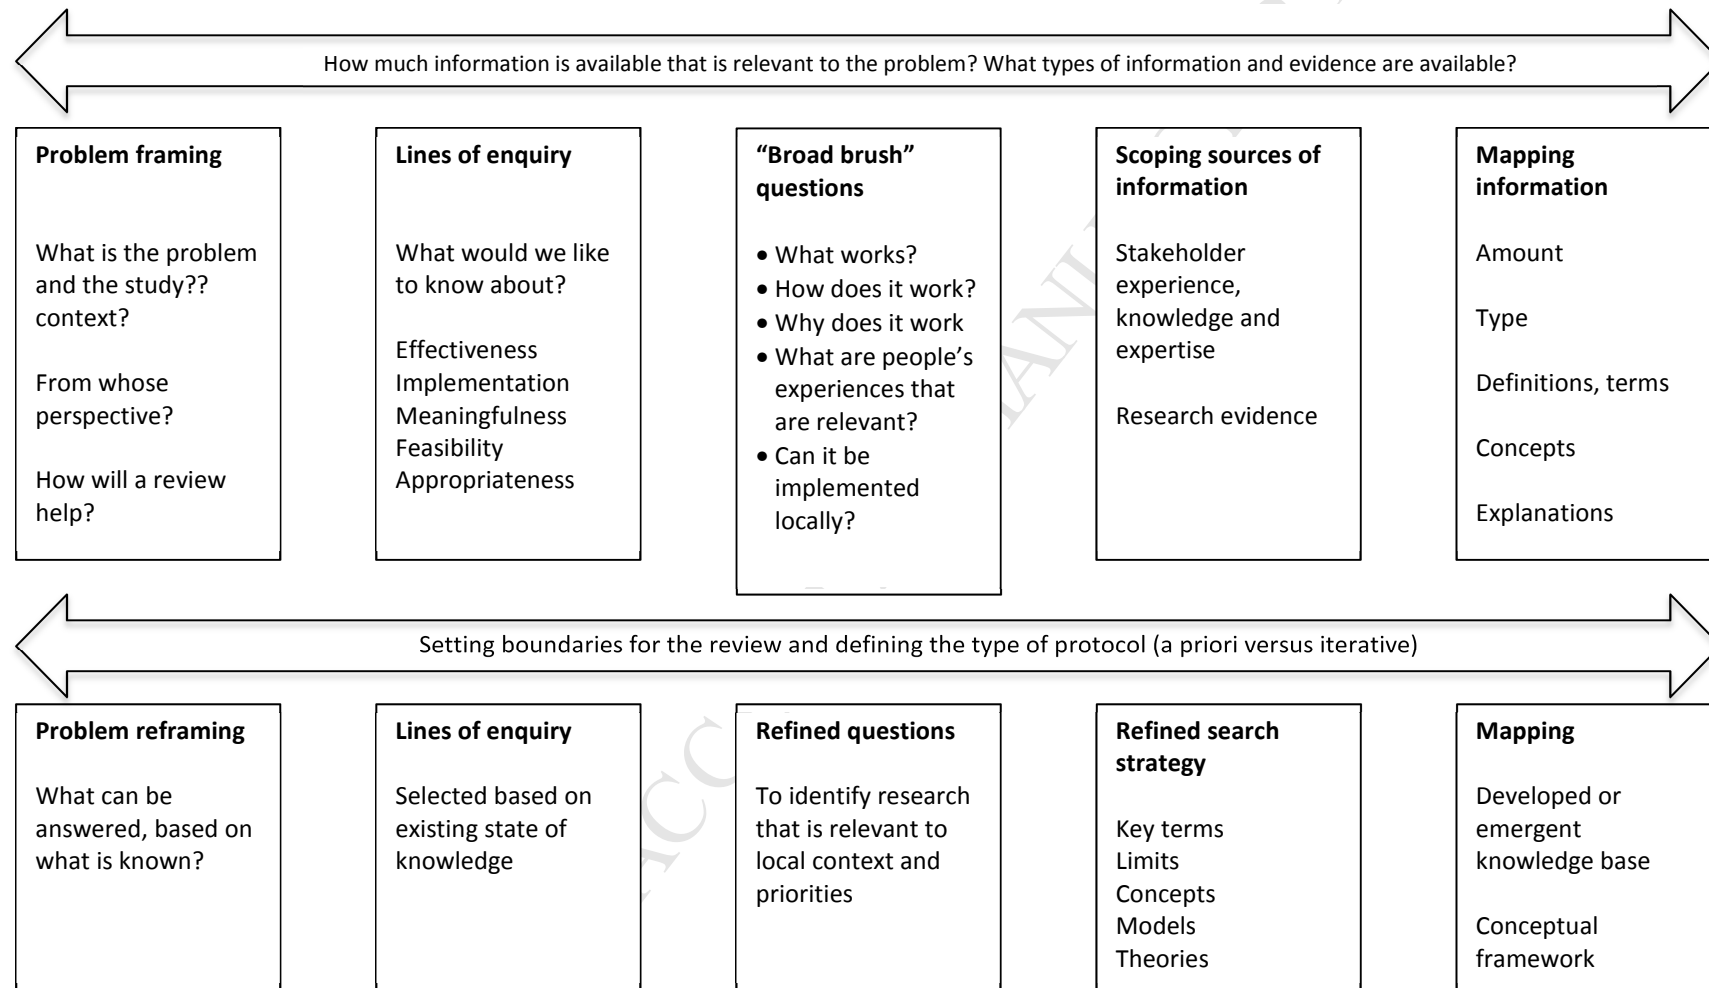 How much information is available that is relevant to the problem? What types of information and evidence are available?
Problem framing
What is the problem
and the study??
context?
From whose
perspective?
How will a review
help?
Lines of enquiry
What would we like
to know about?
Effectiveness
Implementation
Meaningfulness
Feasibility
Appropriateness
“Broad brush”
questions
• What works?
• How does it work?
• Why does it work
• What are people’s
experiences that
are relevant?
• Can it be
implemented
locally?
Scoping sources of
information
Stakeholder
experience,
knowledge and
expertise
Research evidence
Mapping
information
Amount
Type
Definitions, terms
Concepts
Explanations
Setting boundaries for the review and defining the type of protocol (a priori versus iterative)
Problem reframing
What can be
answered, based on
what is known?
Lines of enquiry
Selected based on
existing state of
knowledge
Refined questions
To identify research
that is relevant to
local context and
priorities
Refined search
strategy
Key terms
Limits
Concepts
Models
Theories
Mapping
Developed or
emergent
knowledge base
Conceptual
framework